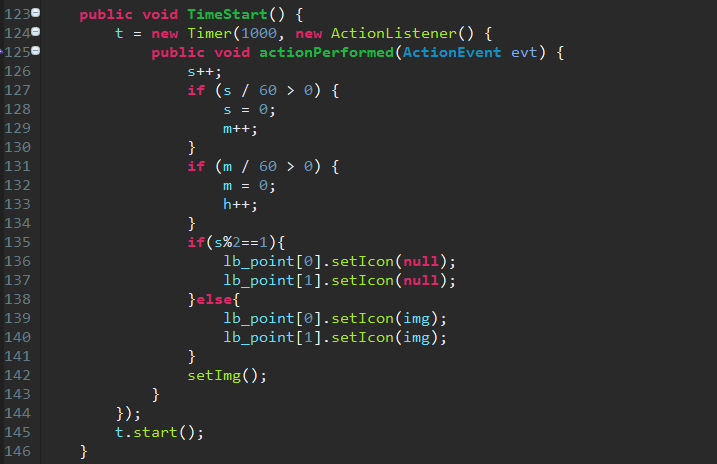 123    public void TimeStart() {
124        t = new Timer(1000, new ActionListener() {
125            public void actionPerformed(ActionEvent evt) {
126                s++;
127                if (s / 60 > 0) {
128                    s = 0;
129                    m++;
130                }
131                if (m / 60 > 0) {
132                    m = 0;
133                    h++;
134                }
135                if(s%2==1){
136                    lb_point[0].setIcon(null);
137                    lb_point[1].setIcon(null);
138                }else{
139                    lb_point[0].setIcon(img);
140                    lb_point[1].setIcon(img);
141                }
142                setImg();
143            }
144        });
145        t.start();
146    }